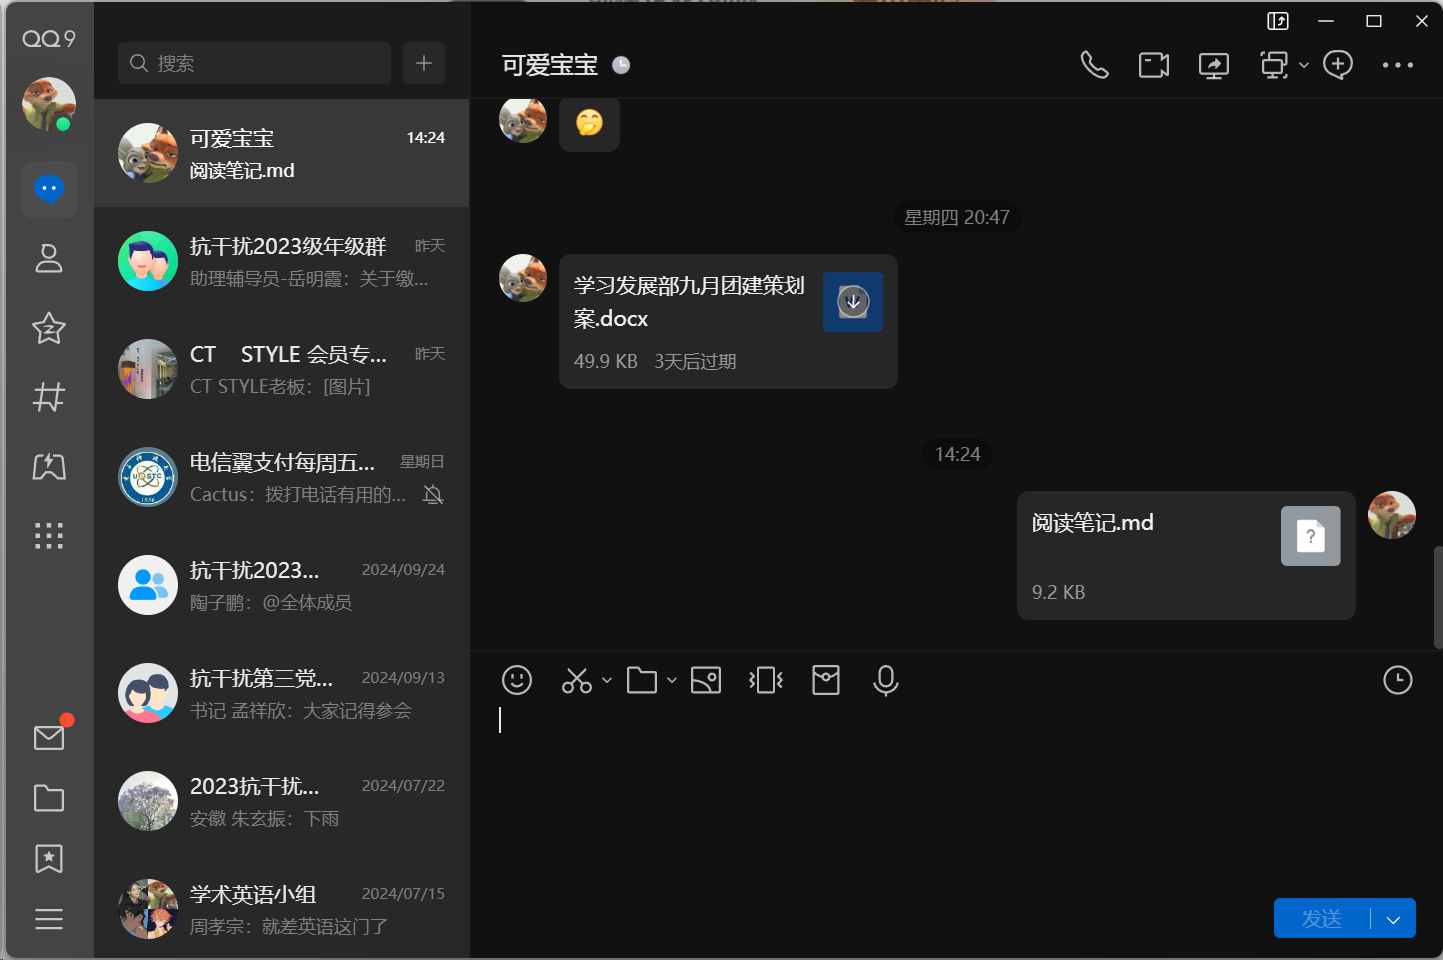 QQ9
搜索
可爱宝宝
14:24
阅读笔记.md
抗干扰2023级年级群
昨天
助理辅导员-岳明霞：关于缴...
CT STYLE 会员专...
昨天
CT STYLE老板：[图片]
电信翼支付每周五...
星期日
Cactus：拨打电话有用的...
抗干扰2023...
2024/09/24
陶子鹏：@全体成员
抗干扰第三党...
2024/09/13
书记 孟祥欣：大家记得参会
2023抗干扰...
2024/07/22
安徽 朱玄振：下雨
学术英语小组
2024/07/15
周孝宗：就差英语这门了
可爱宝宝
星期四 20:47
学习发展部九月团建策划
案.docx
49.9 KB 3天后过期
14:24
阅读笔记.md
?
9.2 KB
发送